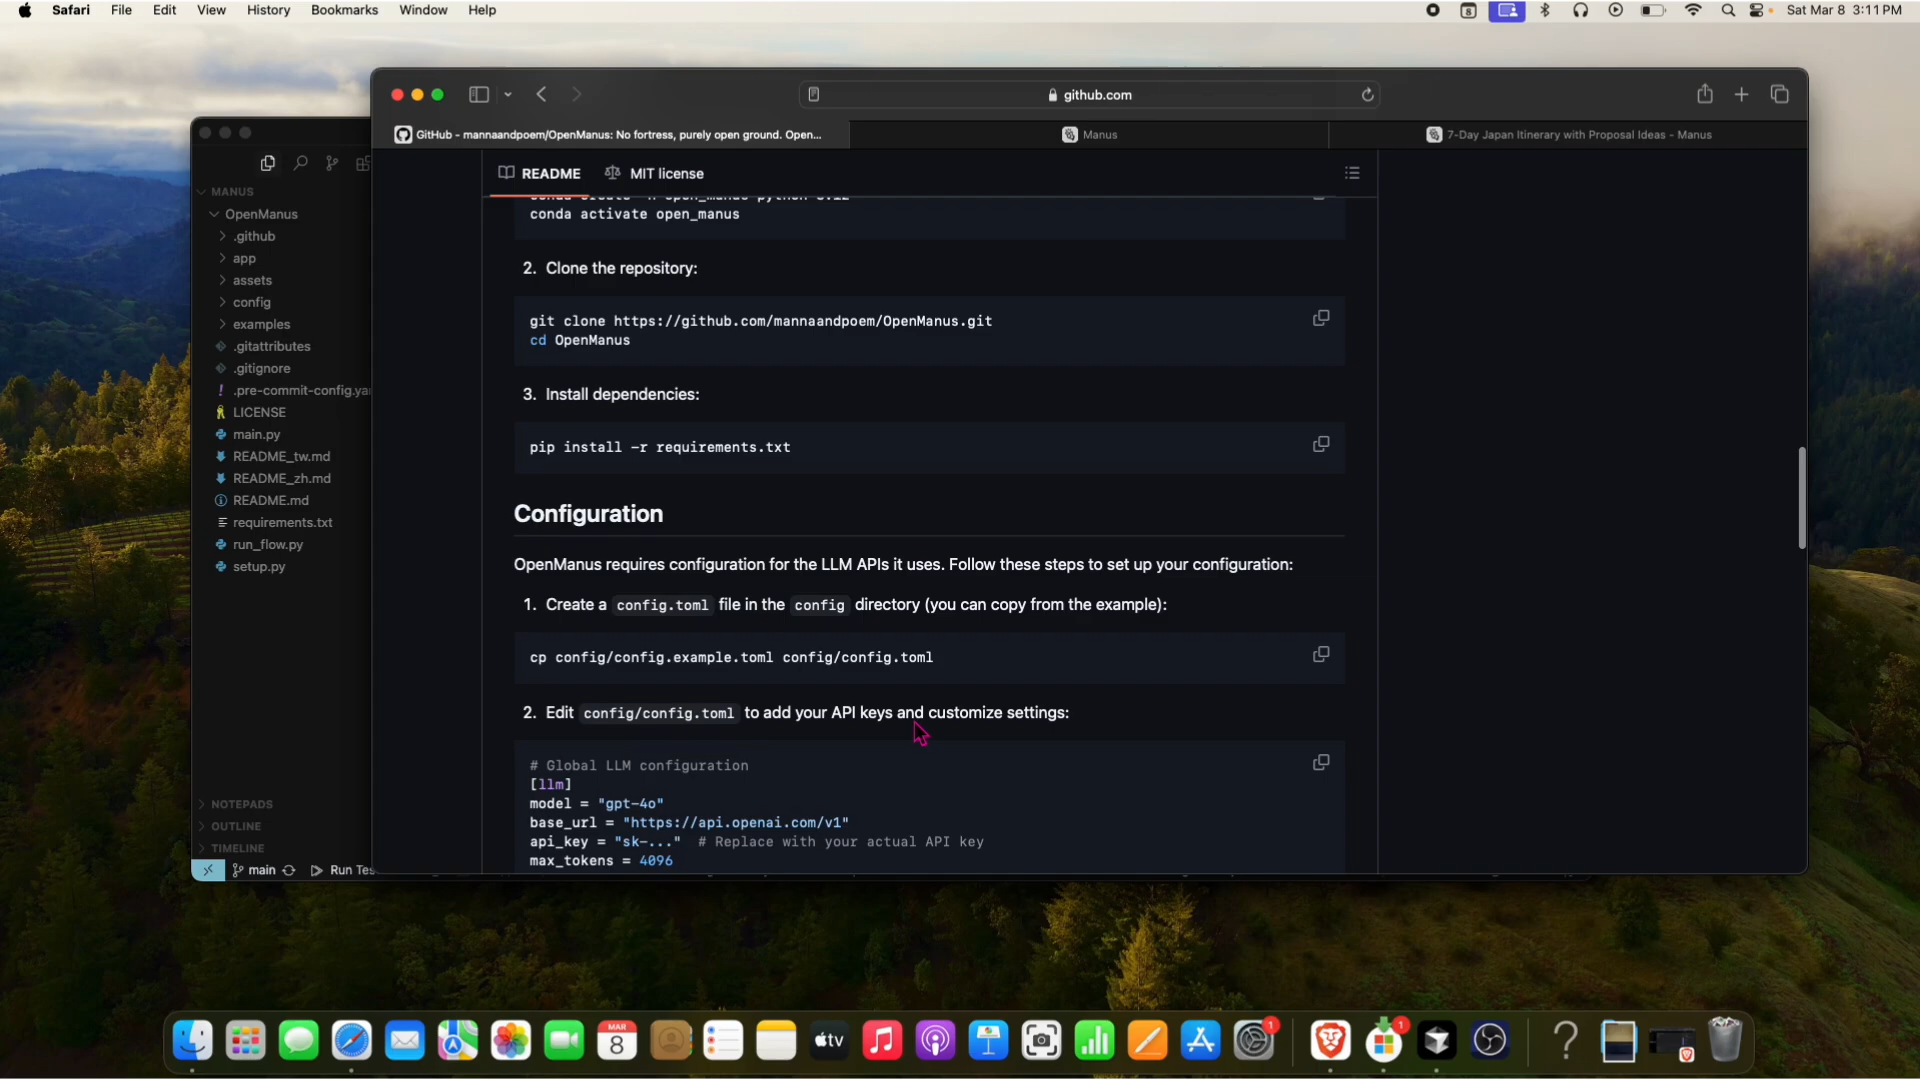 Safari File Edit View History Bookmarks Window Help
8
Sat Mar 8 3:11 PM
github.com
GitHub - mannaandpoem/OpenManus: No fortress, purely open ground. Open...
Manus
7-Day Japan Itinerary with Proposal Ideas - Manus
MANUS
OpenManus
.github
app
assets
config
examples
.gitattributes
.gitignore
.pre-commit-config.ya
LICENSE
main.py
README_tw.md
README_zh.md
README.md
requirements.txt
run_flow.py
setup.py
NOTEPADS
OUTLINE
TIMELINE
main Run Tes
README MIT license
conda activate open_manus
2. Clone the repository:
git clone https://github.com/mannaandpoem/OpenManus.git
cd OpenManus
3. Install dependencies:
pip install -r requirements.txt
Configuration
OpenManus requires configuration for the LLM APIs it uses. Follow these steps to set up your configuration:
1. Create a config.toml file in the config directory (you can copy from the example):
cp config/config.example.toml config/config.toml
2. Edit config/config.toml to add your API keys and customize settings:
# Global LLM configuration
[llm]
model = "gpt-4o"
base_url = "https://api.openai.com/v1"
api_key = "sk-..." # Replace with your actual API key
max_tokens = 4096
MAR
8
tv
1
1